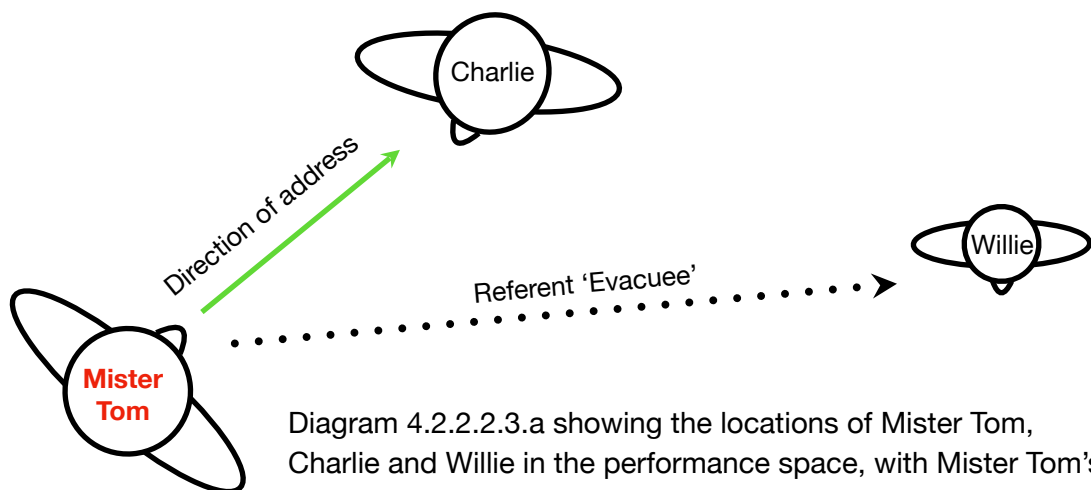 Charlie
Direction of address
Willie
Referent ‘Evacuee’
Mister
Tom
Diagram 4.2.2.2.3.a showing the locations of Mister Tom,
Charlie and Willie in the performance space, with Mister Tom’s